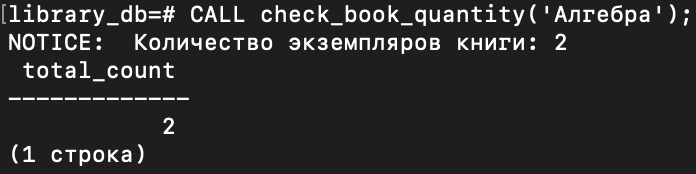 [library_db=# CALL check_book_quantity('Алгебра');
NOTICE:  Количество экземпляров книги: 2
 total_count
-------------
           2
(1 строка)